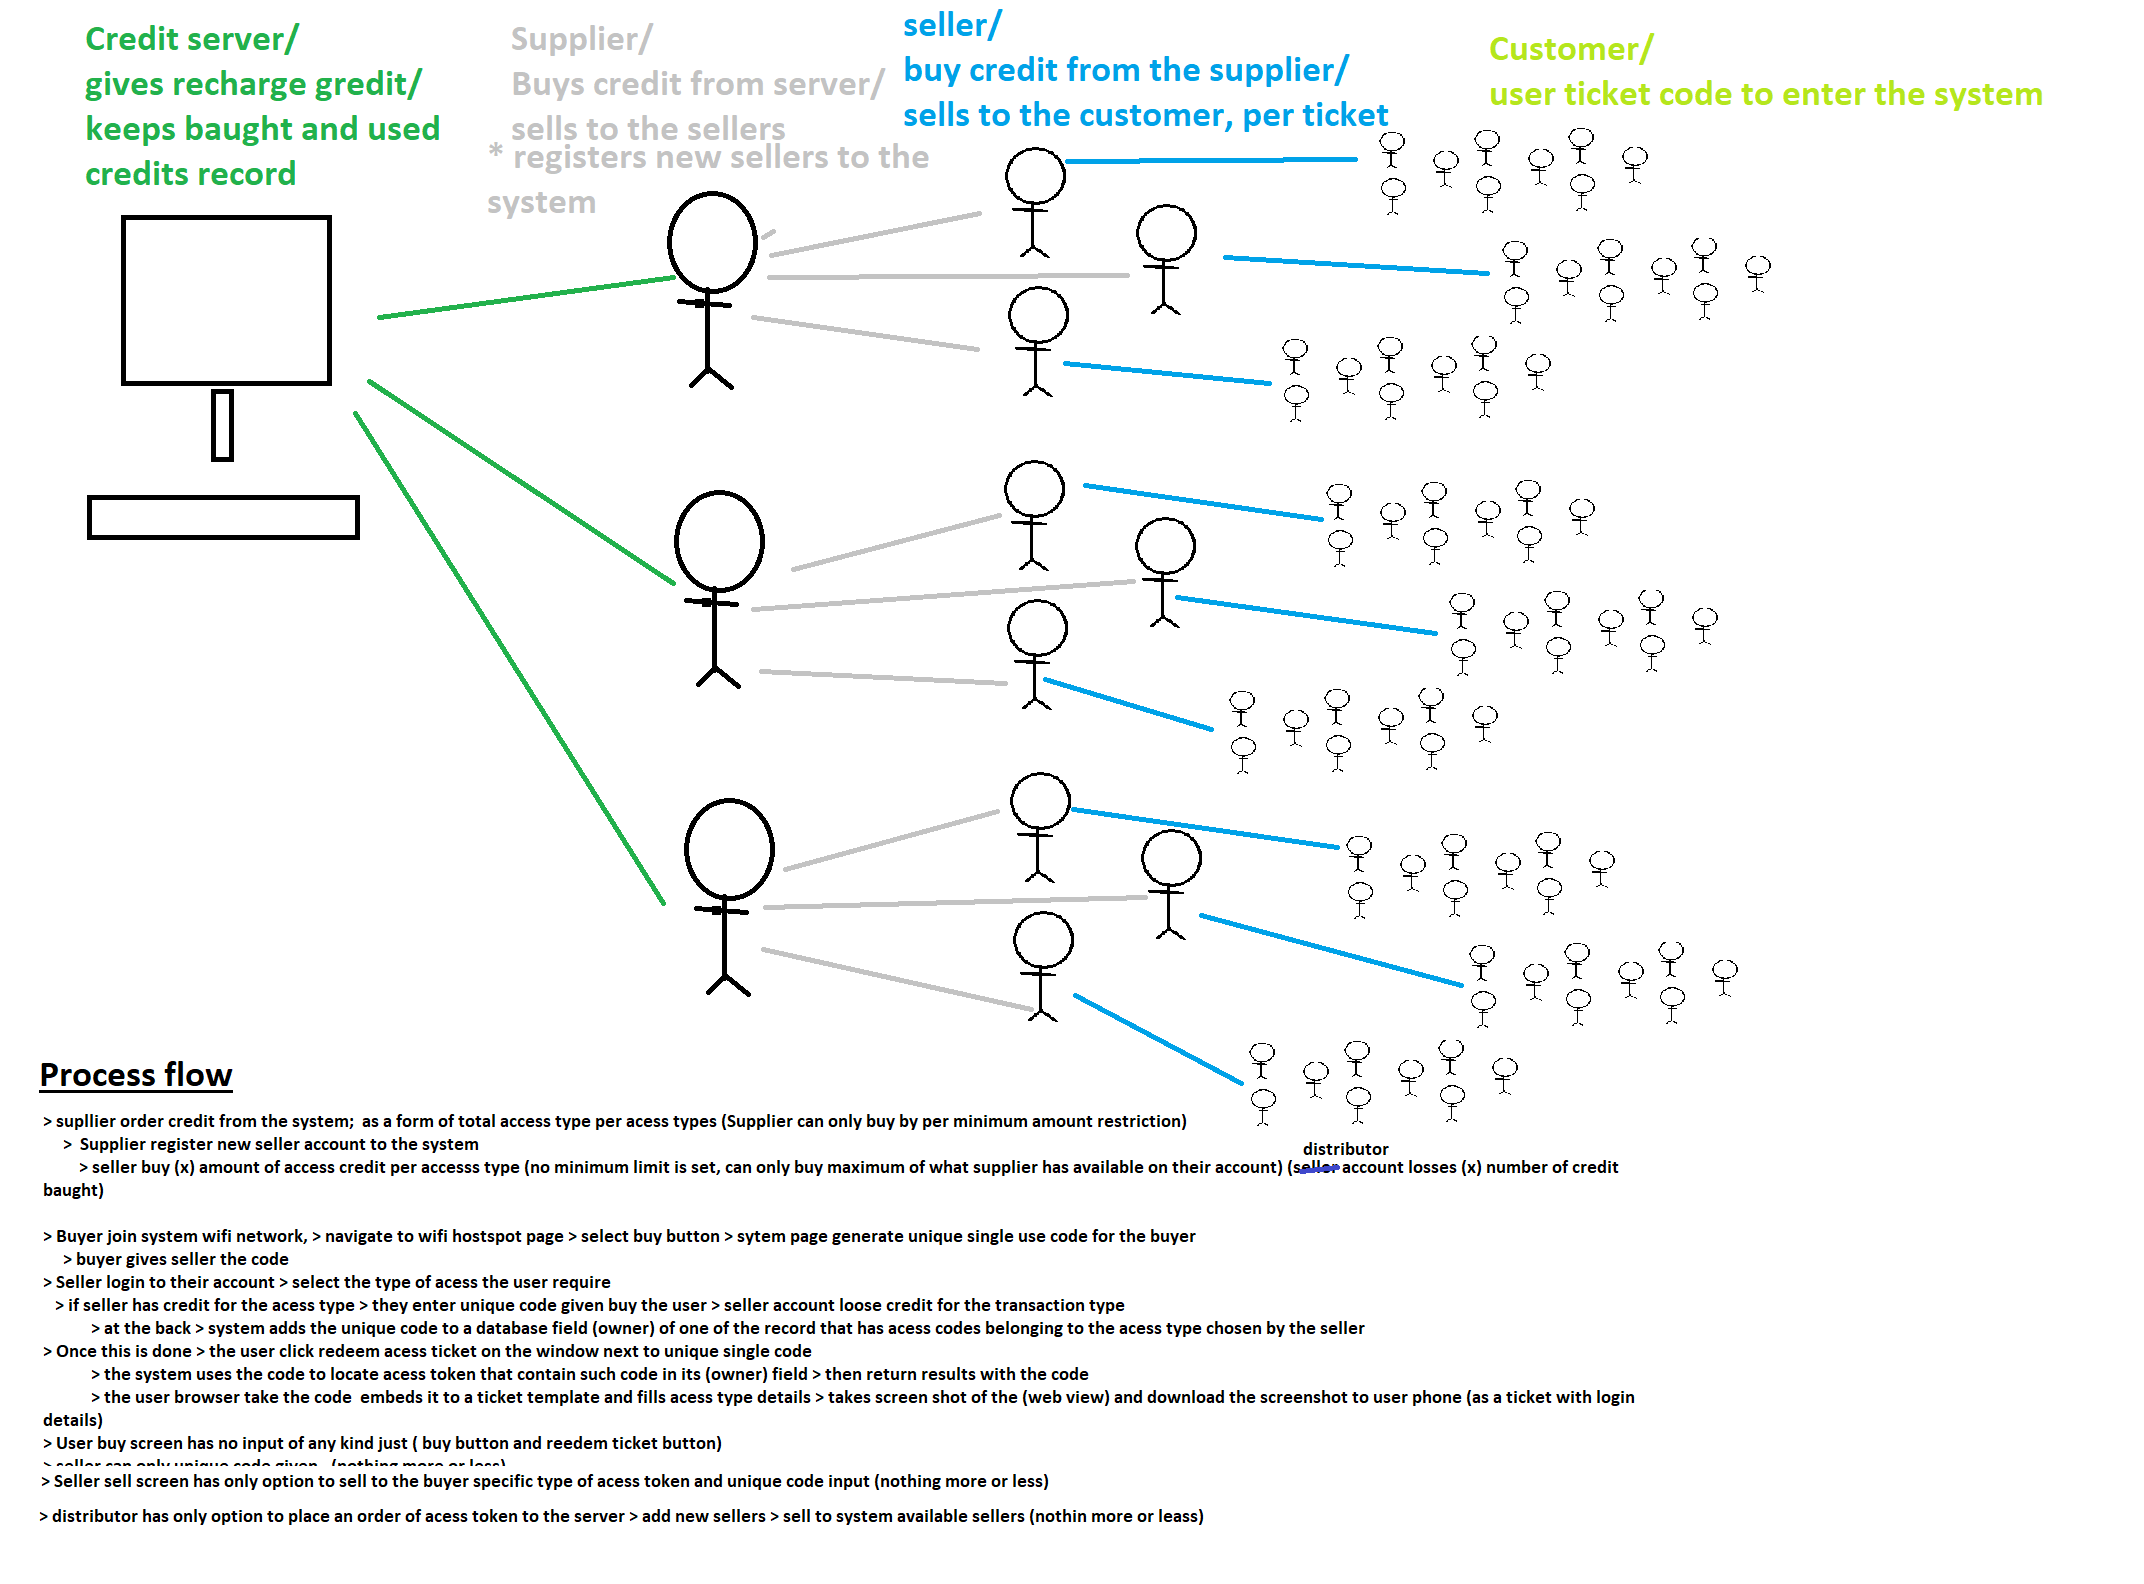 Credit server/
gives recharge gredit/
keeps baught and used
credits record
Supplier/
Buys credit from server/
sells to the sellers
* registers new sellers to the
system
seller/
buy credit from the supplier/
sells to the customer, per ticket
Customer/
user ticket code to enter the system
Process flow
> supllier order credit from the system;  as a form of total access type per acess types (Supplier can only buy by per minimum amount restriction)
>  Supplier register new seller account to the system
distributor
> seller buy (x) amount of access credit per accesss type (no minimum limit is set, can only buy maximum of what supplier has available on their account) (seller account losses (x) number of credit
baught)
> Buyer join system wifi network, > navigate to wifi hostspot page > select buy button > sytem page generate unique single use code for the buyer
> buyer gives seller the code
> Seller login to their account > select the type of acess the user require
> if seller has credit for the acess type > they enter unique code given buy the user > seller account loose credit for the transaction type
> at the back > system adds the unique code to a database field (owner) of one of the record that has acess codes belonging to the acess type chosen by the seller
> Once this is done > the user click redeem acess ticket on the window next to unique single code
> the system uses the code to locate acess token that contain such code in its (owner) field > then return results with the code
> the user browser take the code  embeds it to a ticket template and fills acess type details > takes screen shot of the (web view) and download the screenshot to user phone (as a ticket with login
details)
> User buy screen has no input of any kind just ( buy button and reedem ticket button)
> seller can only unique code given   (nothing more or less)
> Seller sell screen has only option to sell to the buyer specific type of acess token and unique code input (nothing more or less)
> distributor has only option to place an order of acess token to the server > add new sellers > sell to system available sellers (nothin more or leass)